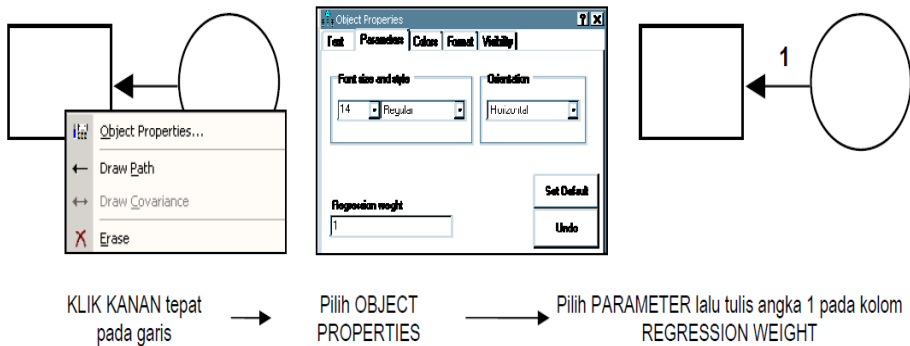 Object Properties...
Draw Path
Draw Covariance
Erase
Object Properties
Text Parameters Colors Format Visibility
Font size and style
Orientation
14 Regular
Horizontal
Regression weight
1
Set Default
Undo
1
KLIK KANAN tepat
pada garis
Pilih OBJECT
PROPERTIES
Pilih PARAMETER lalu tulis angka 1 pada kolom
REGRESSION WEIGHT